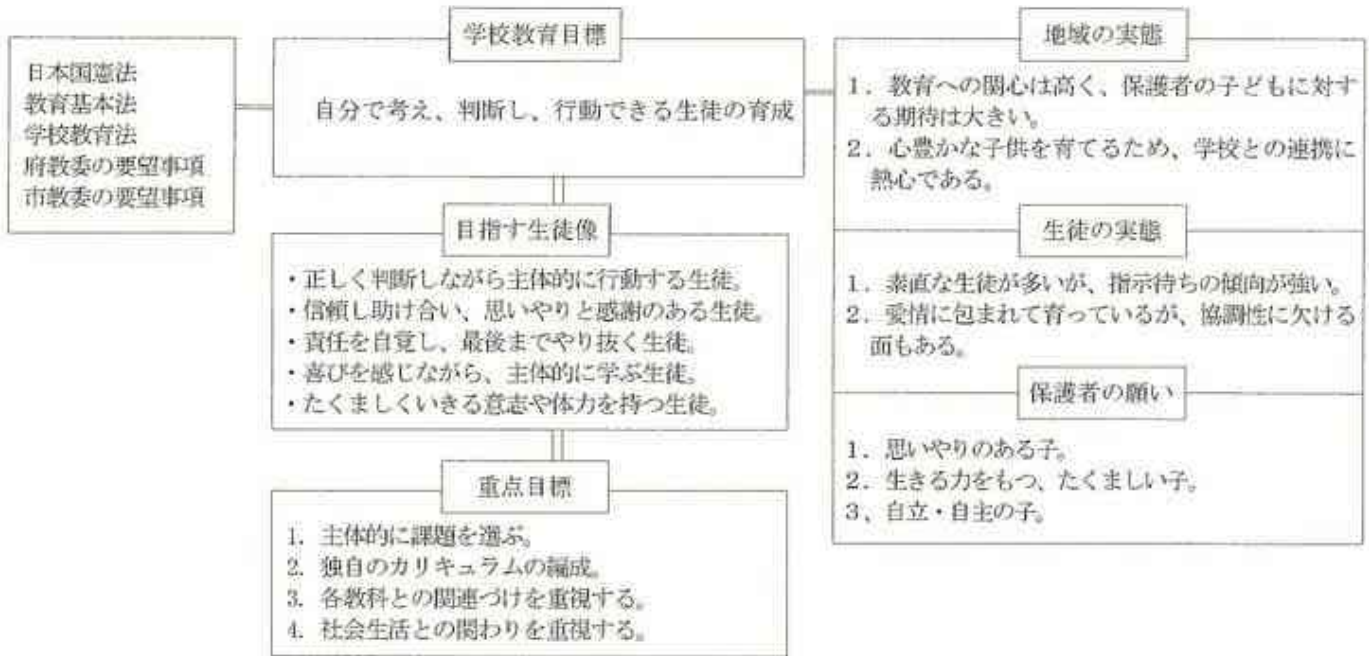 日本国憲法
教育基本法
学校教育法
府教委の要望事項
市教委の要望事項
学校教育目標
自分で考え、判断し、行動できる生徒の育成
目指す生徒像
・正しく判断しながら主体的に行動する生徒。
・信頼し助け合い、思いやりと感謝のある生徒。
・責任を自覚し、最後までやり抜く生徒。
・喜びを感じながら、主体的に学ぶ生徒。
・たくましくいきる意志や体力を持つ生徒。
重点目標
1. 主体的に課題を選ぶ。
2. 独自のカリキュラムの編成。
3. 各教科との関連づけを重視する。
4. 社会生活との関わりを重視する。
地域の実態
1．教育への関心は高く、保護者の子どもに対す
る期待は大きい。
2．心豊かな子供を育てるため、学校との連携に
熱心である。
生徒の実態
1．素直な生徒が多いが、指示待ちの傾向が強い。
2．愛情に包まれて育っているが、協調性に欠ける
面もある。
保護者の願い
1．思いやりのある子。
2．生きる力をもつ、たくましい子。
3、自立・自主の子。